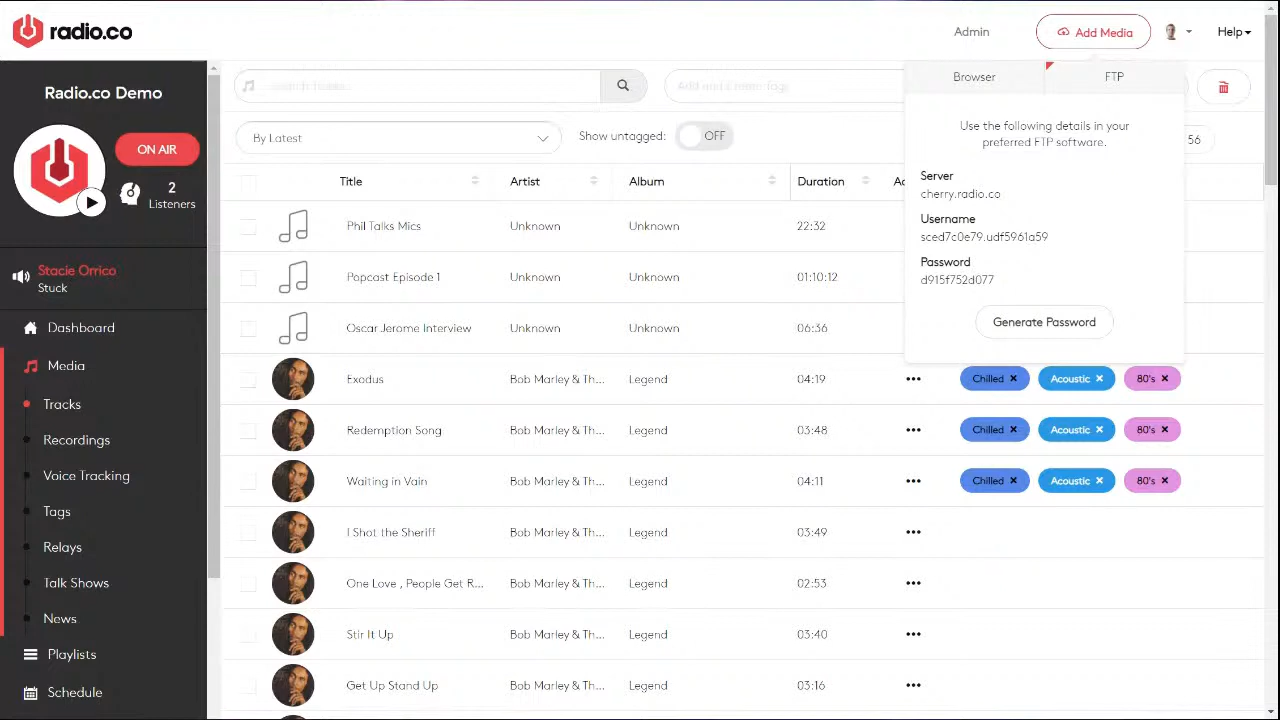 radio.co
Admin
Add Media
Help
Radio.co Demo
ON AIR
2
Listeners
Stacie Orrico
Stuck
Dashboard
Media
Tracks
Recordings
Voice Tracking
Tags
Relays
Talk Shows
News
Playlists
Schedule
Search tracks...
Add and create tags
By Latest
Show untagged:
OFF
56
Browser
FTP
Use the following details in your
preferred FTP software.
Server
cherry.radio.co
Username
sced7c0e79.udf5961a59
Password
d915f752d077
Generate Password
Title Artist Album Duration
Phil Talks Mics Unknown Unknown 22:32
Popcast Episode 1 Unknown Unknown 01:10:12
Oscar Jerome Interview Unknown Unknown 06:36
Exodus Bob Marley & Th... Legend 04:19 ••• Chilled × Acoustic × 80's ×
Redemption Song Bob Marley & Th... Legend 03:48 ••• Chilled × Acoustic × 80's ×
Waiting in Vain Bob Marley & Th... Legend 04:11 ••• Chilled × Acoustic × 80's ×
I Shot the Sheriff Bob Marley & Th... Legend 03:49 •••
One Love , People Get R... Bob Marley & Th... Legend 02:53 •••
Stir It Up Bob Marley & Th... Legend 03:40 •••
Get Up Stand Up Bob Marley & Th... Legend 03:16 •••